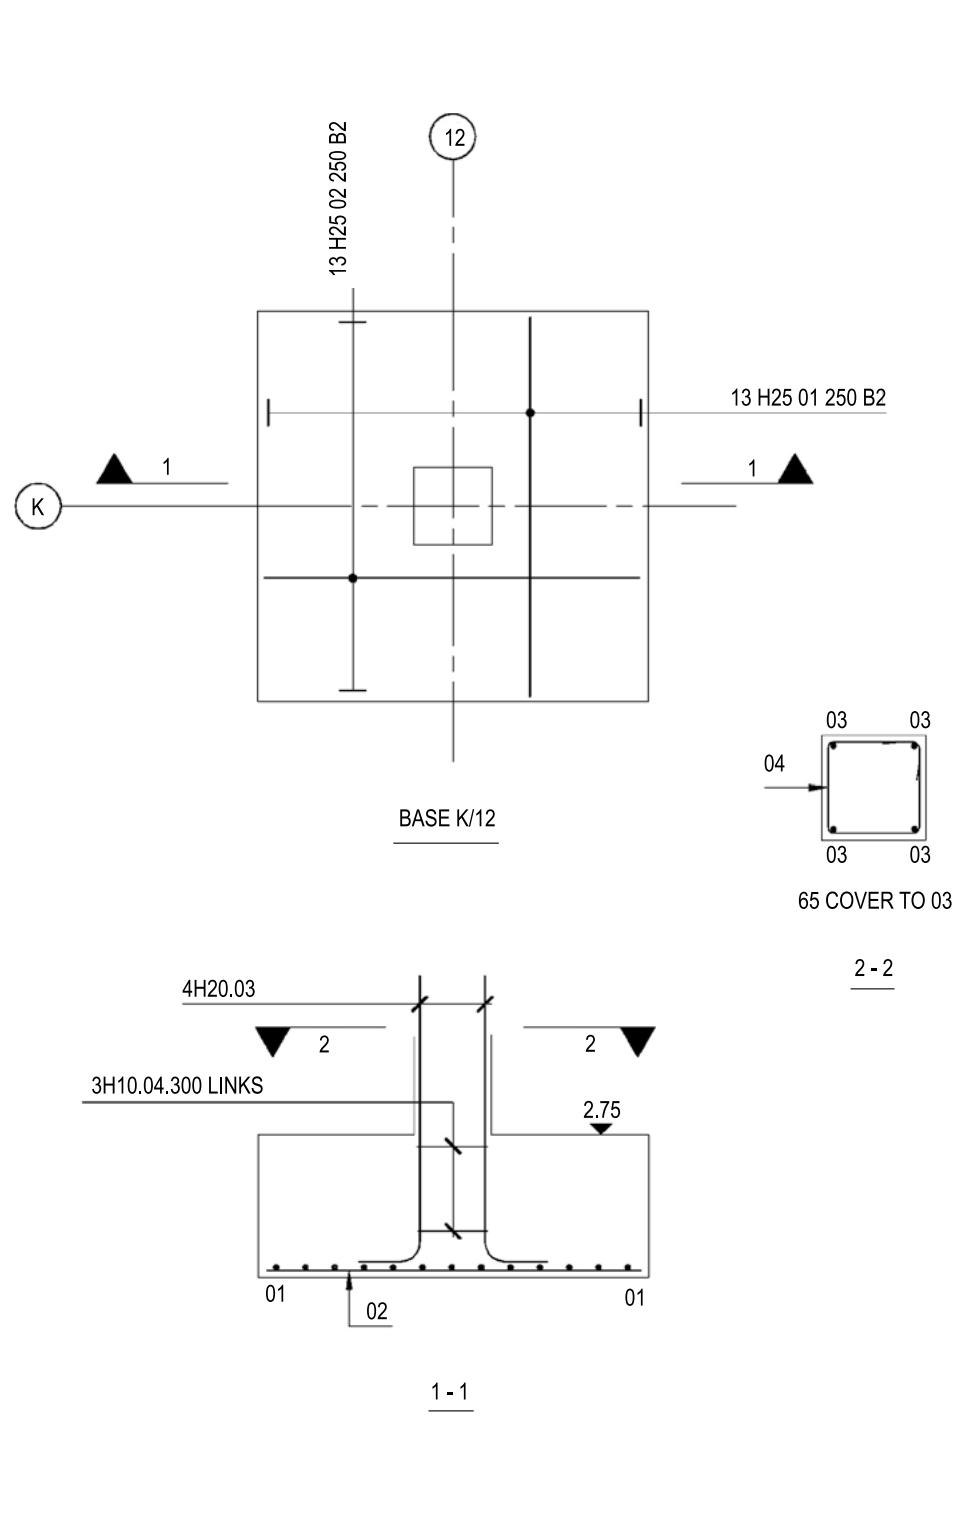 12
13 H25 02 250 B2
13 H25 01 250 B2
1
1
K
03 03
04
BASE K/12
03 03
65 COVER TO 03
2 - 2
4H20.03
2
2
3H10.04.300 LINKS
2.75
01
02
01
1 - 1